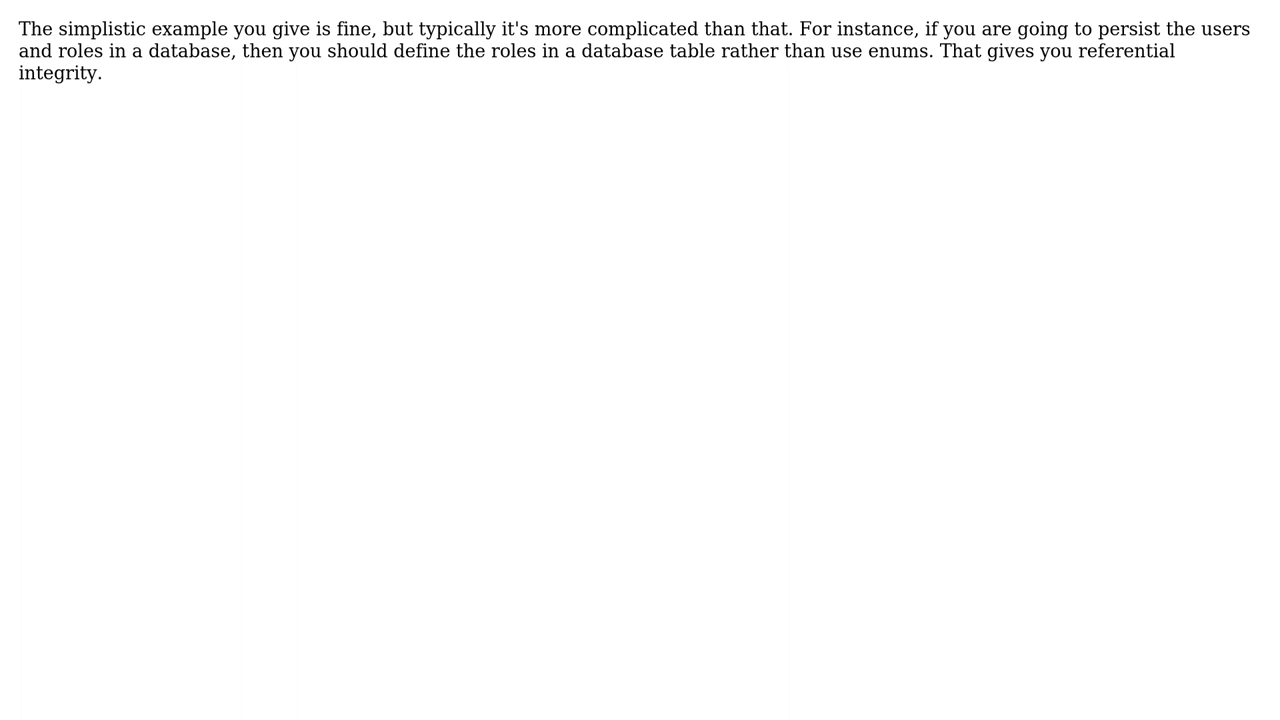 The simplistic example you give is fine, but typically it's more complicated than that. For instance, if you are going to persist the users
and roles in a database, then you should define the roles in a database table rather than use enums. That gives you referential
integrity.